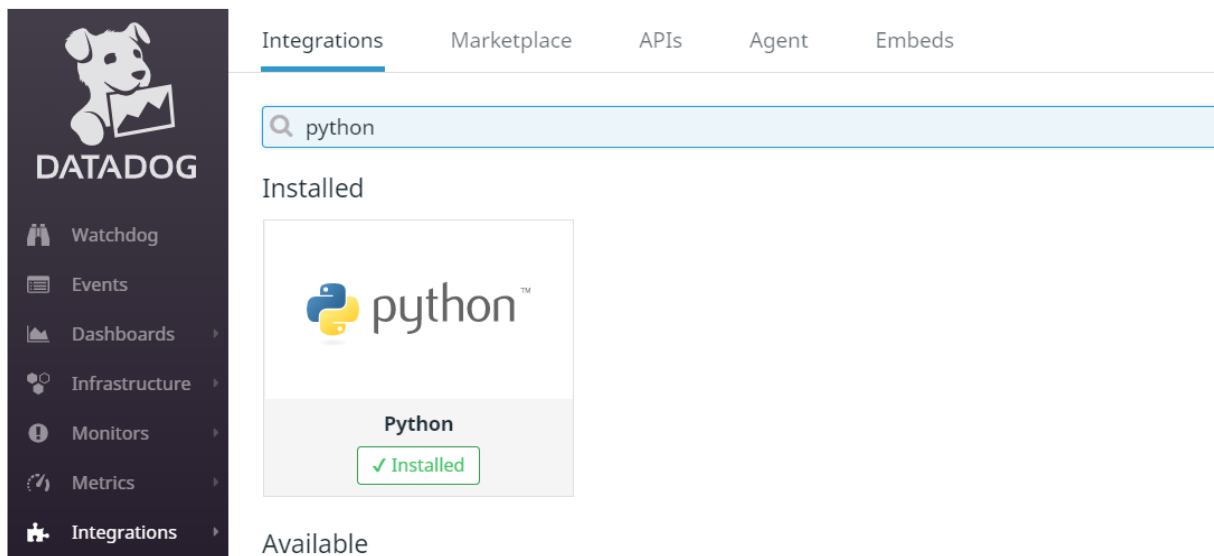 DATADOG
Watchdog
Events
Dashboards
Infrastructure
Monitors
Metrics
Integrations
Integrations Marketplace APIs Agent Embeds
python
Installed
python™
Python
✓ Installed
Available